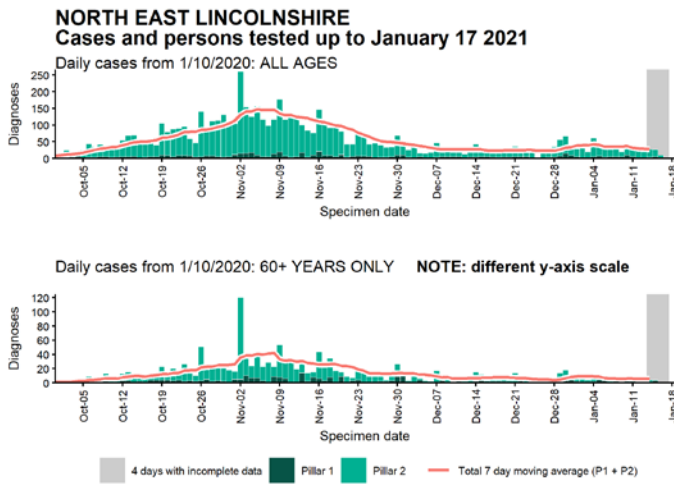 NORTH EAST LINCOLNSHIRE
Cases and persons tested up to January 17 2021
Daily cases from 1/10/2020: ALL AGES
Diagnoses
250
200
150
100
50
0
Oct-05 Oct-12 Oct-19 Oct-26 Nov-02 Nov-09 Nov-16 Nov-23 Nov-30 Dec-07 Dec-14 Dec-21 Dec-28 Jan-04 Jan-11 Jan-18
Specimen date
Daily cases from 1/10/2020: 60+ YEARS ONLY NOTE: different y-axis scale
Diagnoses
120
100
80
60
40
20
0
Oct-05 Oct-12 Oct-19 Oct-26 Nov-02 Nov-09 Nov-16 Nov-23 Nov-30 Dec-07 Dec-14 Dec-21 Dec-28 Jan-04 Jan-11 Jan-18
Specimen date
4 days with incomplete data Pillar 1 Pillar 2 Total 7 day moving average (P1 + P2)